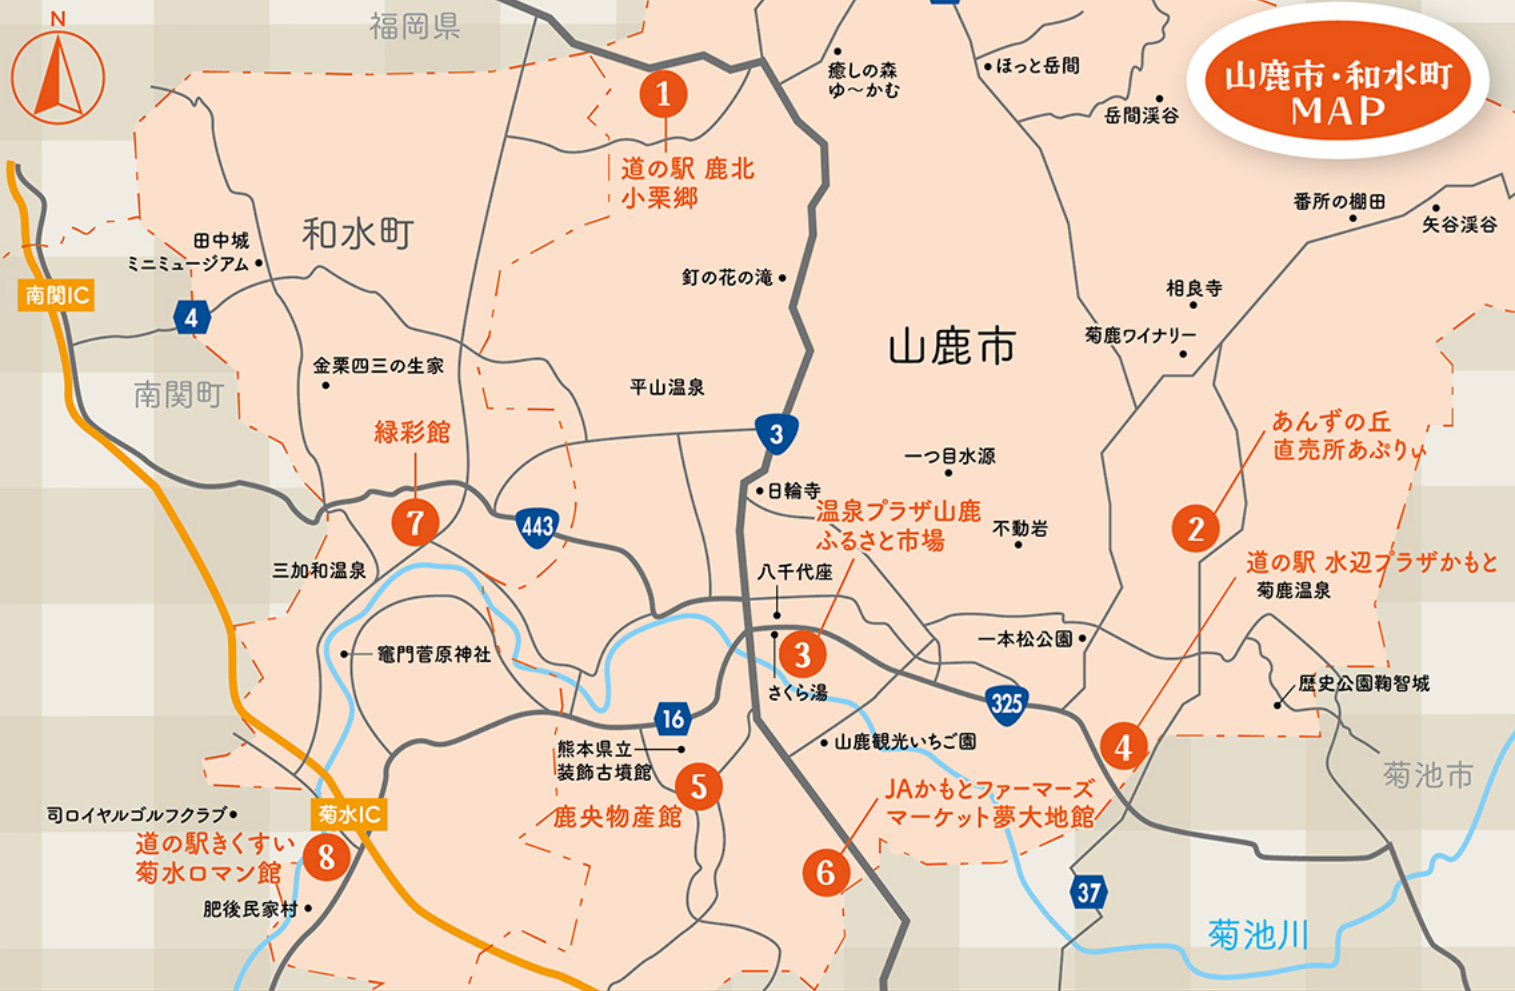 N
福岡県
山鹿市・和水町
MAP
癒しの森
ゆ〜かむ
ほっと岳間
岳間渓谷
1
道の駅 鹿北
小栗郷
番所の棚田
矢谷渓谷
田中城
ミニミュージアム
和水町
釘の花の滝
南関IC
4
相良寺
菊鹿ワイナリー
山鹿市
金栗四三の生家
南関町
平山温泉
緑彩館
7
3
あんずの丘
直売所あぷりぃ
一つ目水源
日輪寺
温泉プラザ山鹿
ふるさと市場
不動岩
2
443
三加和温泉
八千代座
道の駅 水辺プラザかもと
菊鹿温泉
竈門菅原神社
3
さくら湯
一本松公園
歴史公園鞠智城
325
16
熊本県立
装飾古墳館
山鹿観光いちご園
4
菊池市
5
鹿央物産館
JAかもとファーマーズ
マーケット夢大地館
司ロイヤルゴルフクラブ
菊水IC
道の駅きくすい
菊水ロマン館
8
6
37
肥後民家村
菊池川